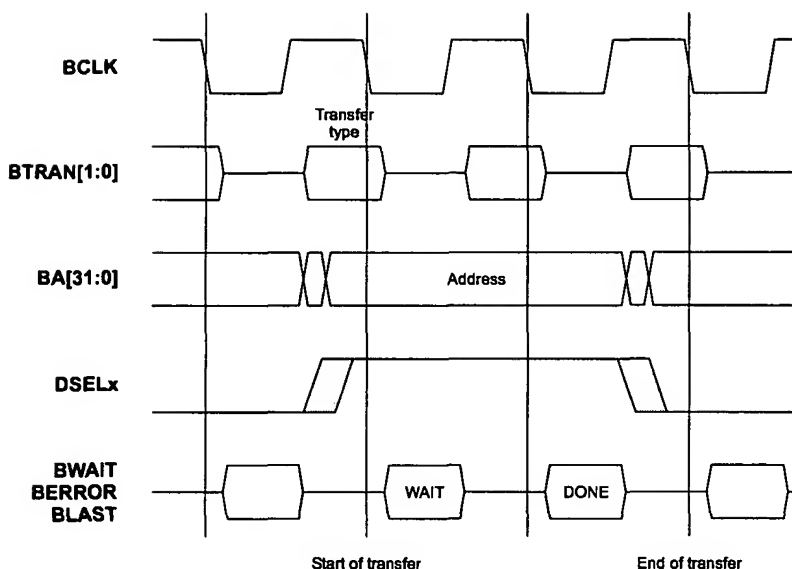 BCLK
Transfer
type
BTRAN[1:0]
BA[31:0]
Address
DSELx
BWAIT
BERROR
BLAST
WAIT
DONE
Start of transfer
End of transfer